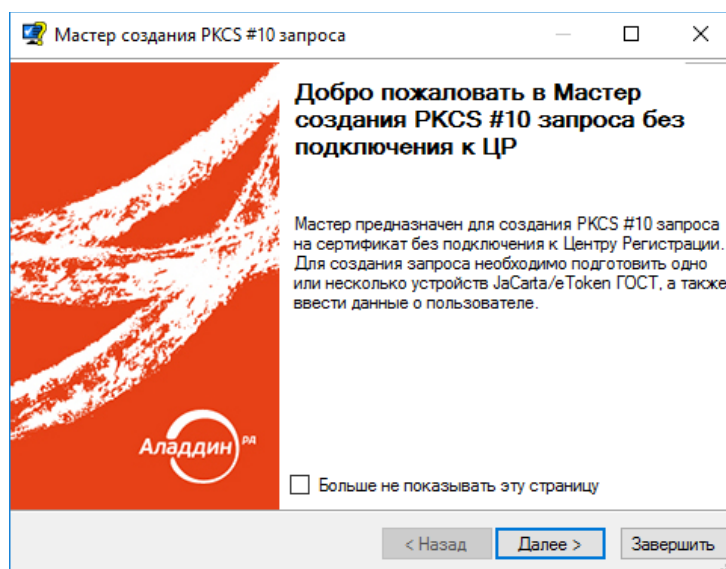 Мастер создания PKCS #10 запроса
Добро пожаловать в Мастер
создания PKCS #10 запроса без
подключения к ЦР
Мастер предназначен для создания PKCS #10 запроса
на сертификат без подключения к Центру Регистрации.
Для создания запроса необходимо подготовить одно
или несколько устройств JaCarta/eToken ГОСТ, а также
ввести данные о пользователе.
Аладдин РД
Больше не показывать эту страницу
< Назад
Далее >
Завершить